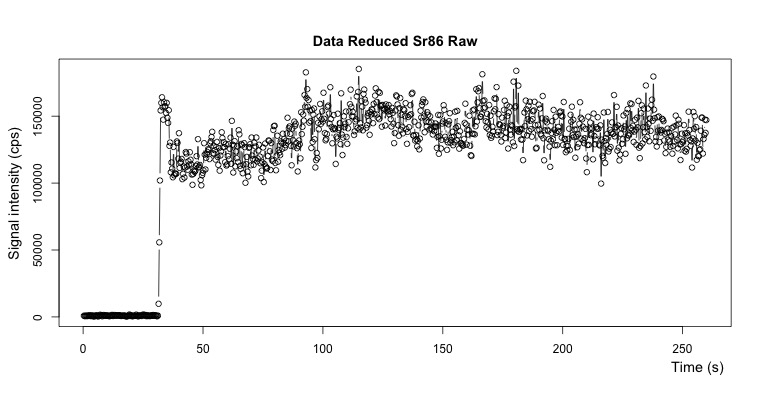 Data Reduced Sr86 Raw
Signal intensity (cps)
150000
100000
50000
0
0 50 100 150 200 250
Time (s)